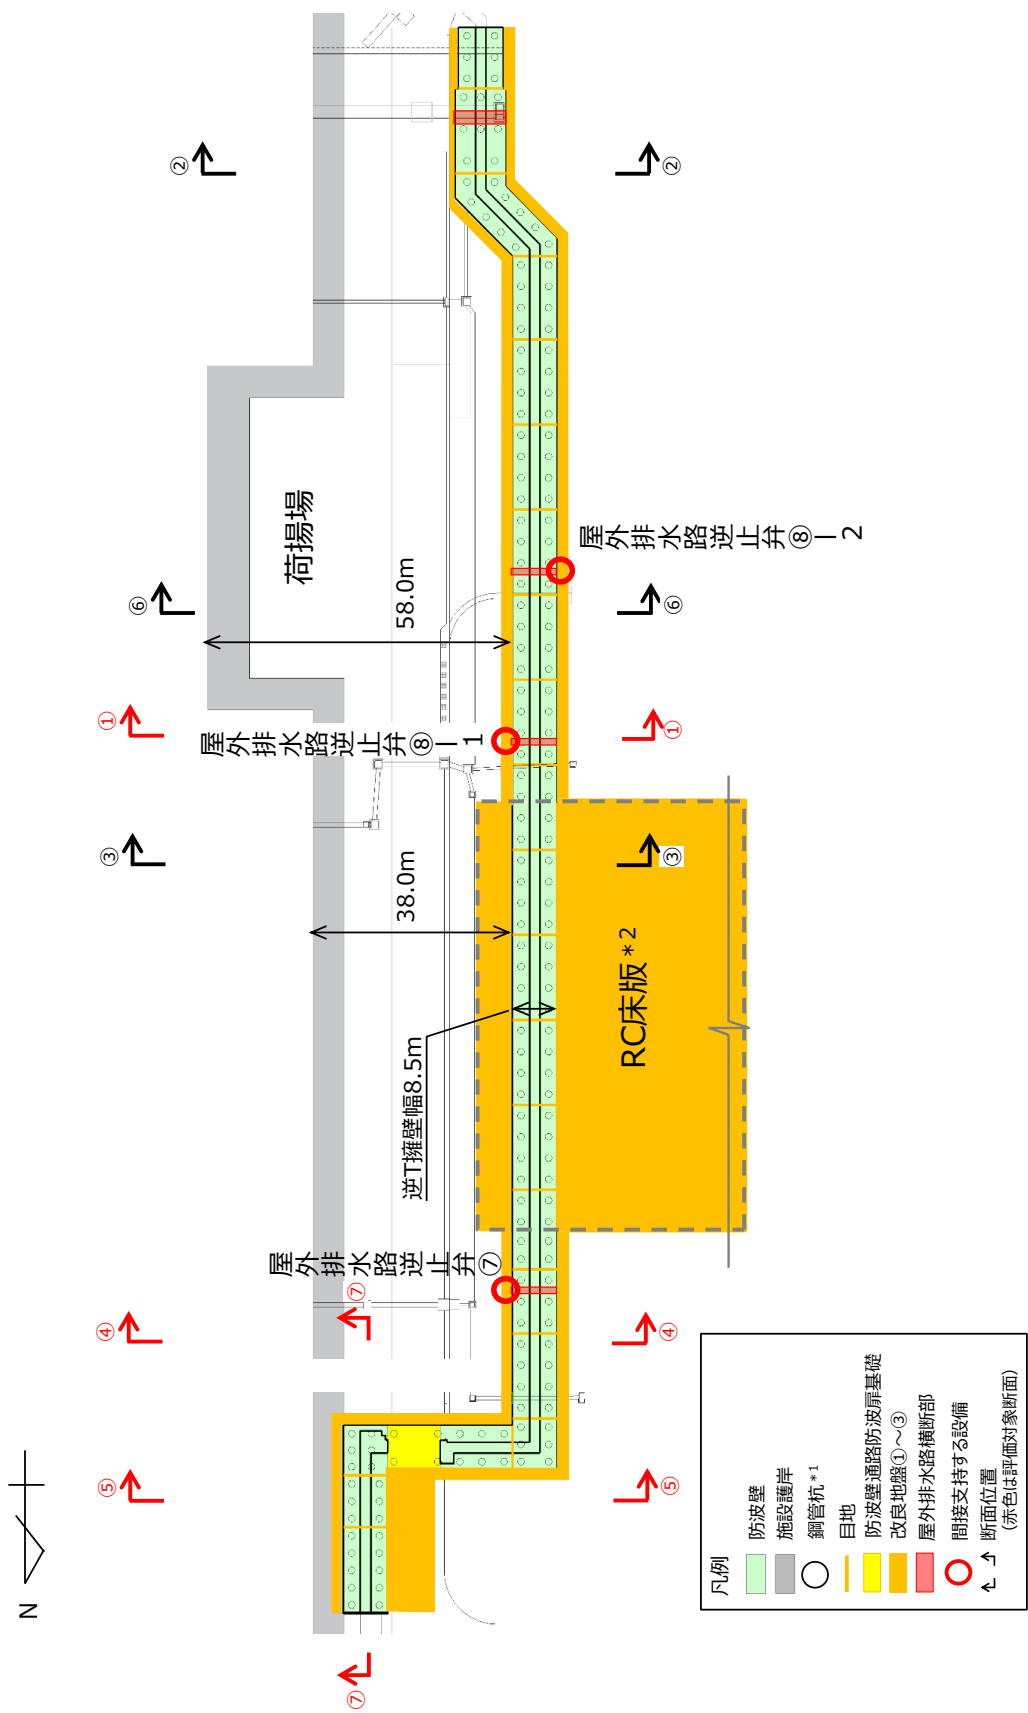 ②
②
荷揚場
58.0m
屋外排水路逆止弁⑧ー2
⑥
⑥
①
①
屋外排水路逆止弁⑧ー1
③
③
38.0m
RC床版*2
逆T擁壁幅8.5m
屋外排水路逆止弁⑦
⑦
④
④
⑤
⑤
N
⑦
凡例
防波壁
施設護岸
鋼管杭*1
目地
防波壁通路防波扉基礎
改良地盤①～③
屋外排水路横断部
間接支持する設備
断面位置
(赤色は評価対象断面)